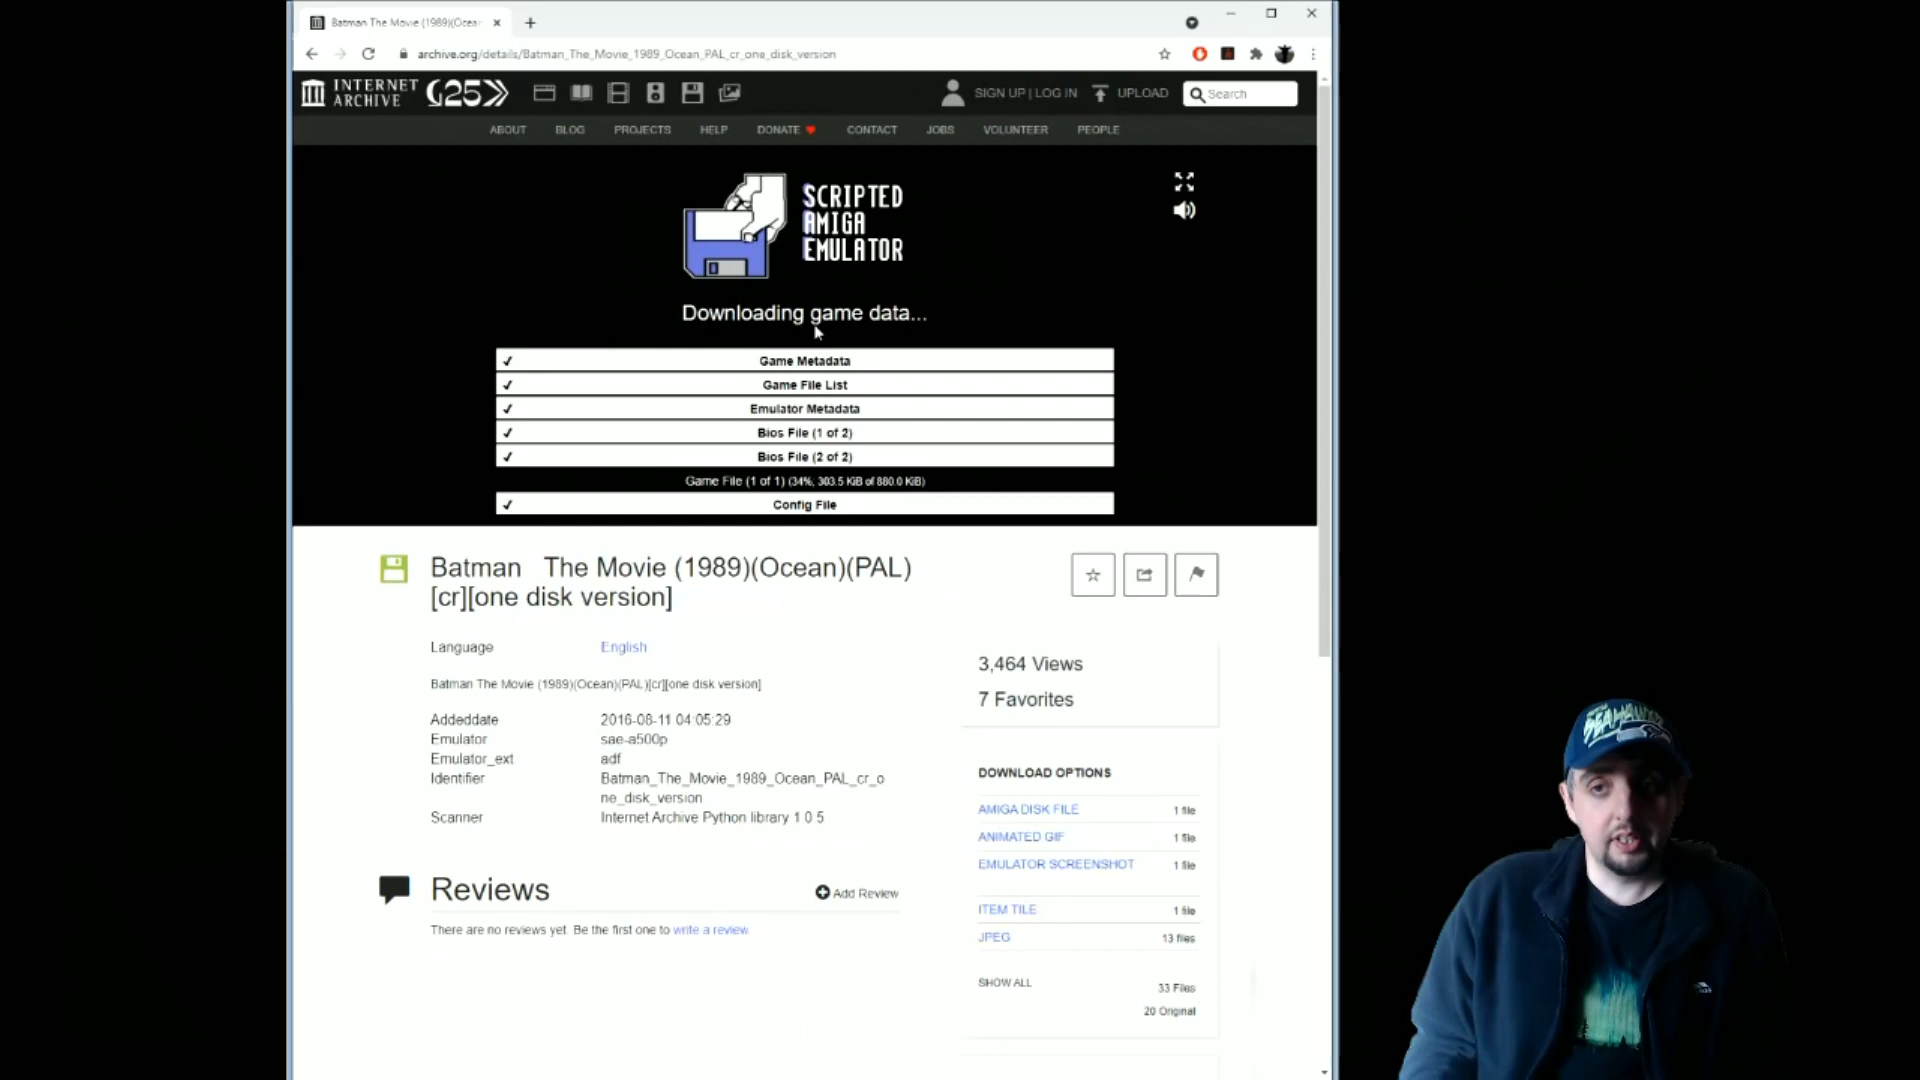 Batman The Movie (1989)(Ocean
archive.org/details/Batman_The_Movie_1989_Ocean_PAL_cr_one_disk_version
INTERNET
ARCHIVE
25
SIGN UP | LOG IN
UPLOAD
Search
ABOUT
BLOG
PROJECTS
HELP
DONATE
CONTACT
JOBS
VOLUNTEER
PEOPLE
SCRIPTED
AMIGA
EMULATOR
Downloading game data...
✓ Game Metadata
✓ Game File List
✓ Emulator Metadata
✓ Bios File (1 of 2)
✓ Bios File (2 of 2)
Game File (1 of 1) (34%, 303.5 KiB of 880.0 KiB)
✓ Config File
Batman The Movie (1989)(Ocean)(PAL)
[cr][one disk version]
Language English
Batman The Movie (1989)(Ocean)(PAL)[cr][one disk version]
Addeddate 2016-08-11 04:05:29
Emulator sae-a500p
Emulator_ext adf
Identifier Batman_The_Movie_1989_Ocean_PAL_cr_o
ne_disk_version
Scanner Internet Archive Python library 1 0 5
Reviews
Add Review
There are no reviews yet. Be the first one to write a review.
3,464 Views
7 Favorites
DOWNLOAD OPTIONS
AMIGA DISK FILE 1 file
ANIMATED GIF 1 file
EMULATOR SCREENSHOT 1 file
ITEM TILE 1 file
JPEG 13 files
SHOW ALL 33 Files
20 Original
SEAHAWKS